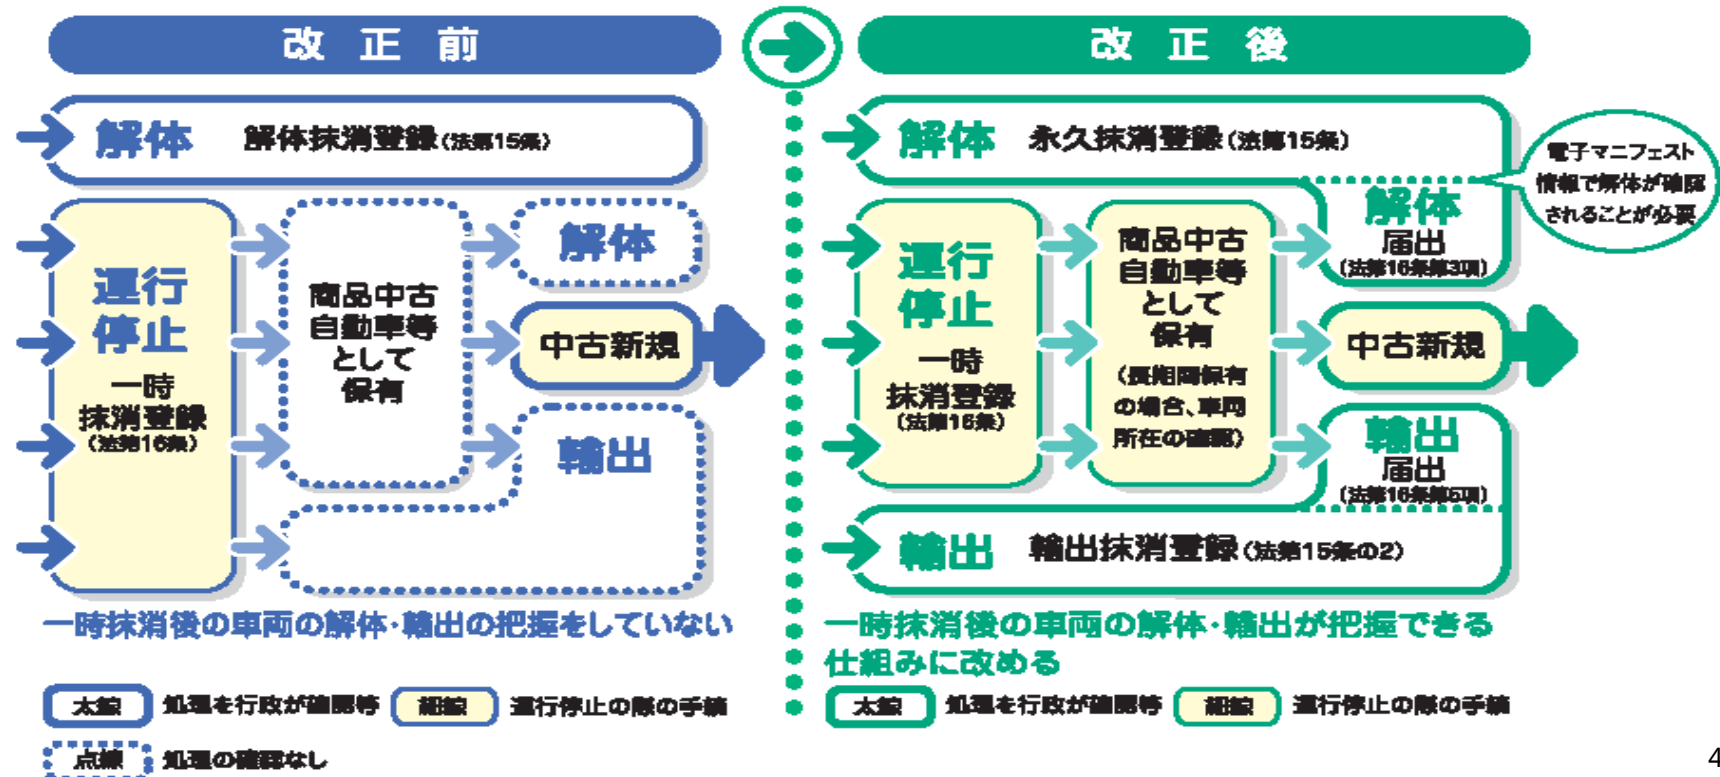 改正前
解体 解体抹消登録(法第15条)
運行
停止
一時
抹消登録
(法第16条)
商品中古
自動車等
として
保有
解体
中古新規
輸出
一時抹消後の車両の解体・輸出の把握をしていない
太線 処理を行政が確認等 細線 運行停止の際の手続
点線 処理の確認なし
改正後
解体 永久抹消登録(法第15条)
電子マニフェスト
情報で解体が確認
されることが必要
運行
停止
一時
抹消登録
(法第16条)
商品中古
自動車等
として
保有
(長期間保有
の場合、車両
所在の確認)
解体
届出
(法第16条第3項)
中古新規
輸出
届出
(法第16条第5項)
輸出 輸出抹消登録(法第15条の2)
一時抹消後の車両の解体・輸出が把握できる
仕組みに改める
太線 処理を行政が確認等 細線 運行停止の際の手続
4